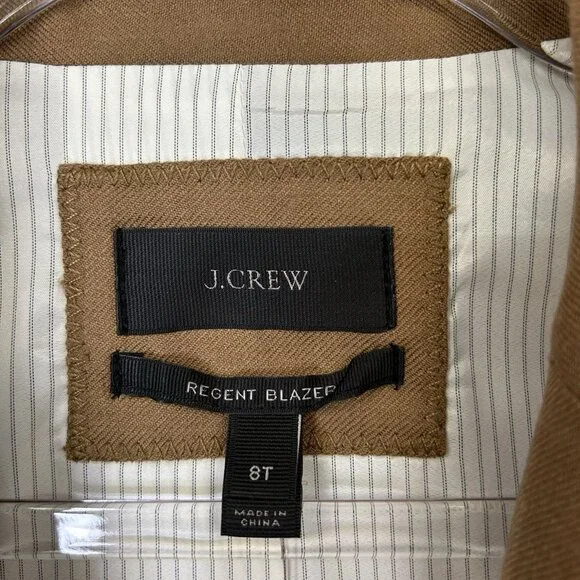 J.CREW
REGENT BLAZER
8T
MADE IN
CHINA